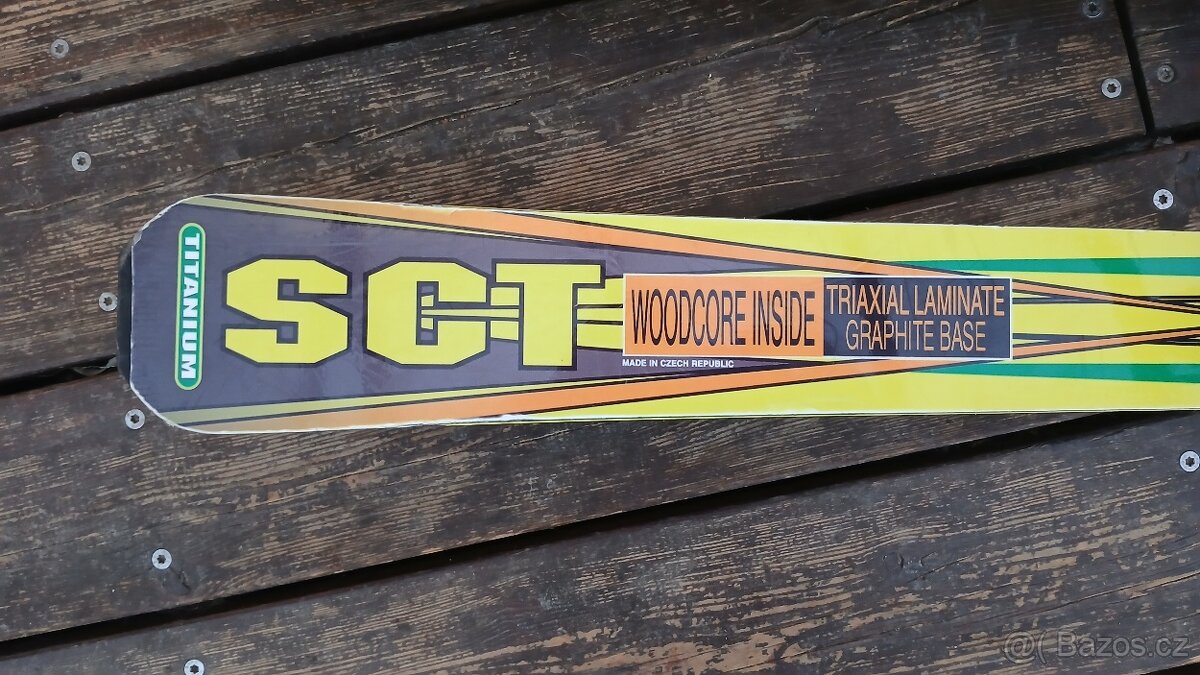 TITANIUM
SCT
WOODCORE INSIDE
TRIAXIAL LAMINATE
GRAPHITE BASE
MADE IN CZECH REPUBLIC
@( Bazos.cz